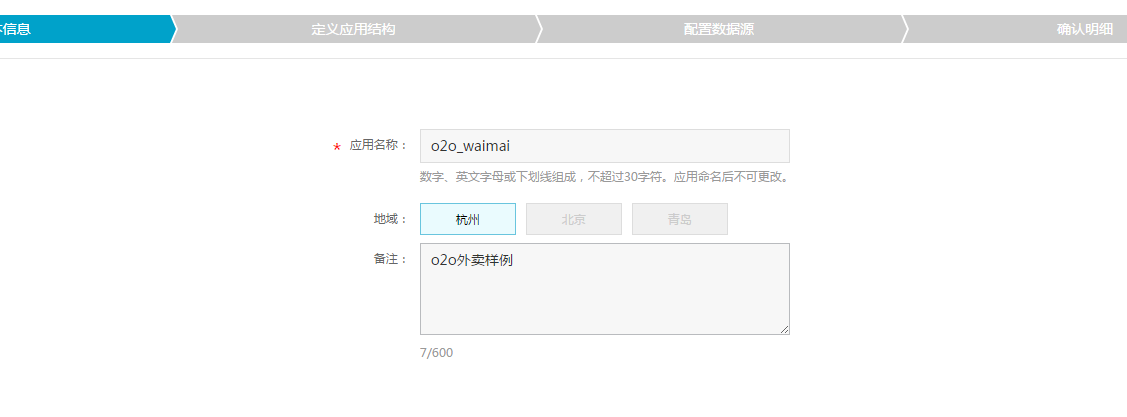 本信息 定义应用结构 配置数据源 确认明细
* 应用名称： o2o_waimai
数字、英文字母或下划线组成，不超过30字符。应用命名后不可更改。
地域： 杭州 北京 青岛
备注： o2o外卖样例
7/600